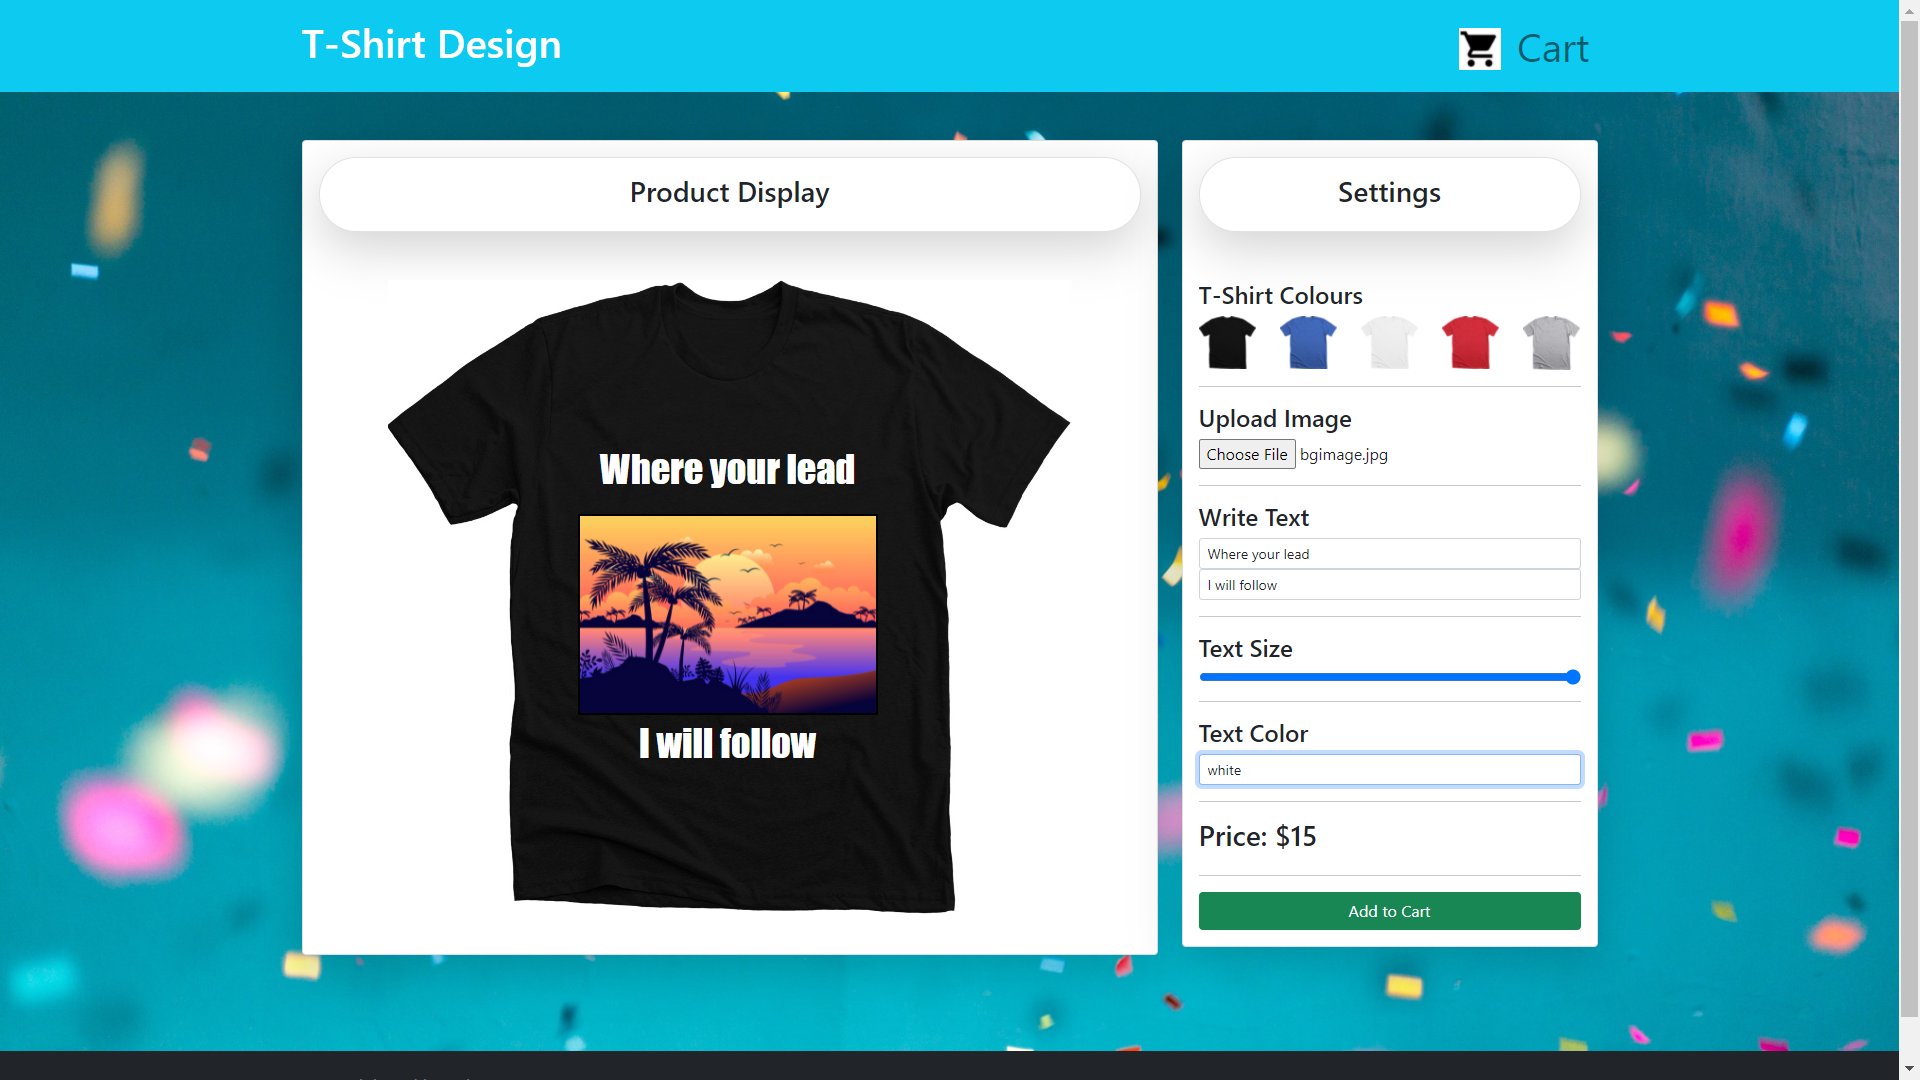 T-Shirt Design
Cart
Product Display
Where your lead
I will follow
Settings
T-Shirt Colours
Upload Image
Choose File bgimage.jpg
Write Text
Where your lead
I will follow
Text Size
Text Color
white
Price: $15
Add to Cart